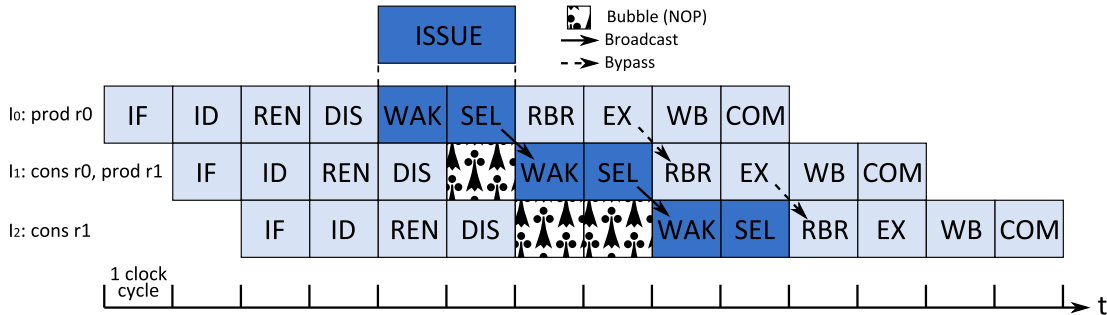 ISSUE
Bubble (NOP)
Broadcast
Bypass
I0: prod r0 IF ID REN DIS WAK SEL RBR EX WB COM
I1: cons r0, prod r1 IF ID REN DIS WAK SEL RBR EX WB COM
I2: cons r1 IF ID REN DIS WAK SEL RBR EX WB COM
1 clock
cycle
t